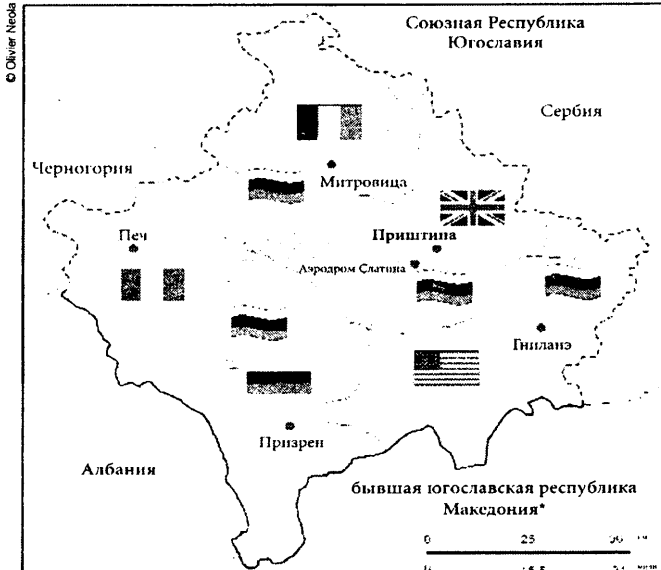 © Olivier Neola
Союзная Республика
Югославия
Сербия
Черногория
Митровица
Печ
Приштина
Аэродром Слатина
Гниланэ
Призрен
Албания
бывшая югославская республика
Македония*
0 25